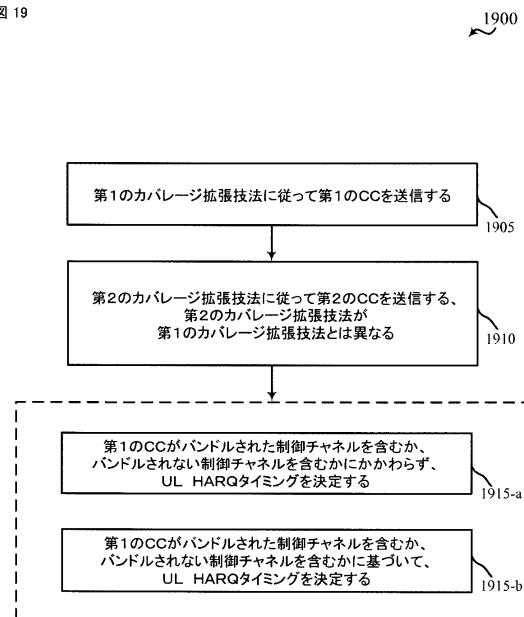 図 19
1900
第1のカバレージ拡張技法に従って第1のCCを送信する
1905
第2のカバレージ拡張技法に従って第2のCCを送信する、
第2のカバレージ拡張技法が
第1のカバレージ拡張技法とは異なる
1910
第1のCCがバンドルされた制御チャネルを含むか、
バンドルされない制御チャネルを含むかにかかわらず、
UL HARQタイミングを決定する
1915-a
第1のCCがバンドルされた制御チャネルを含むか、
バンドルされない制御チャネルを含むかに基づいて、
UL HARQタイミングを決定する
1915-b